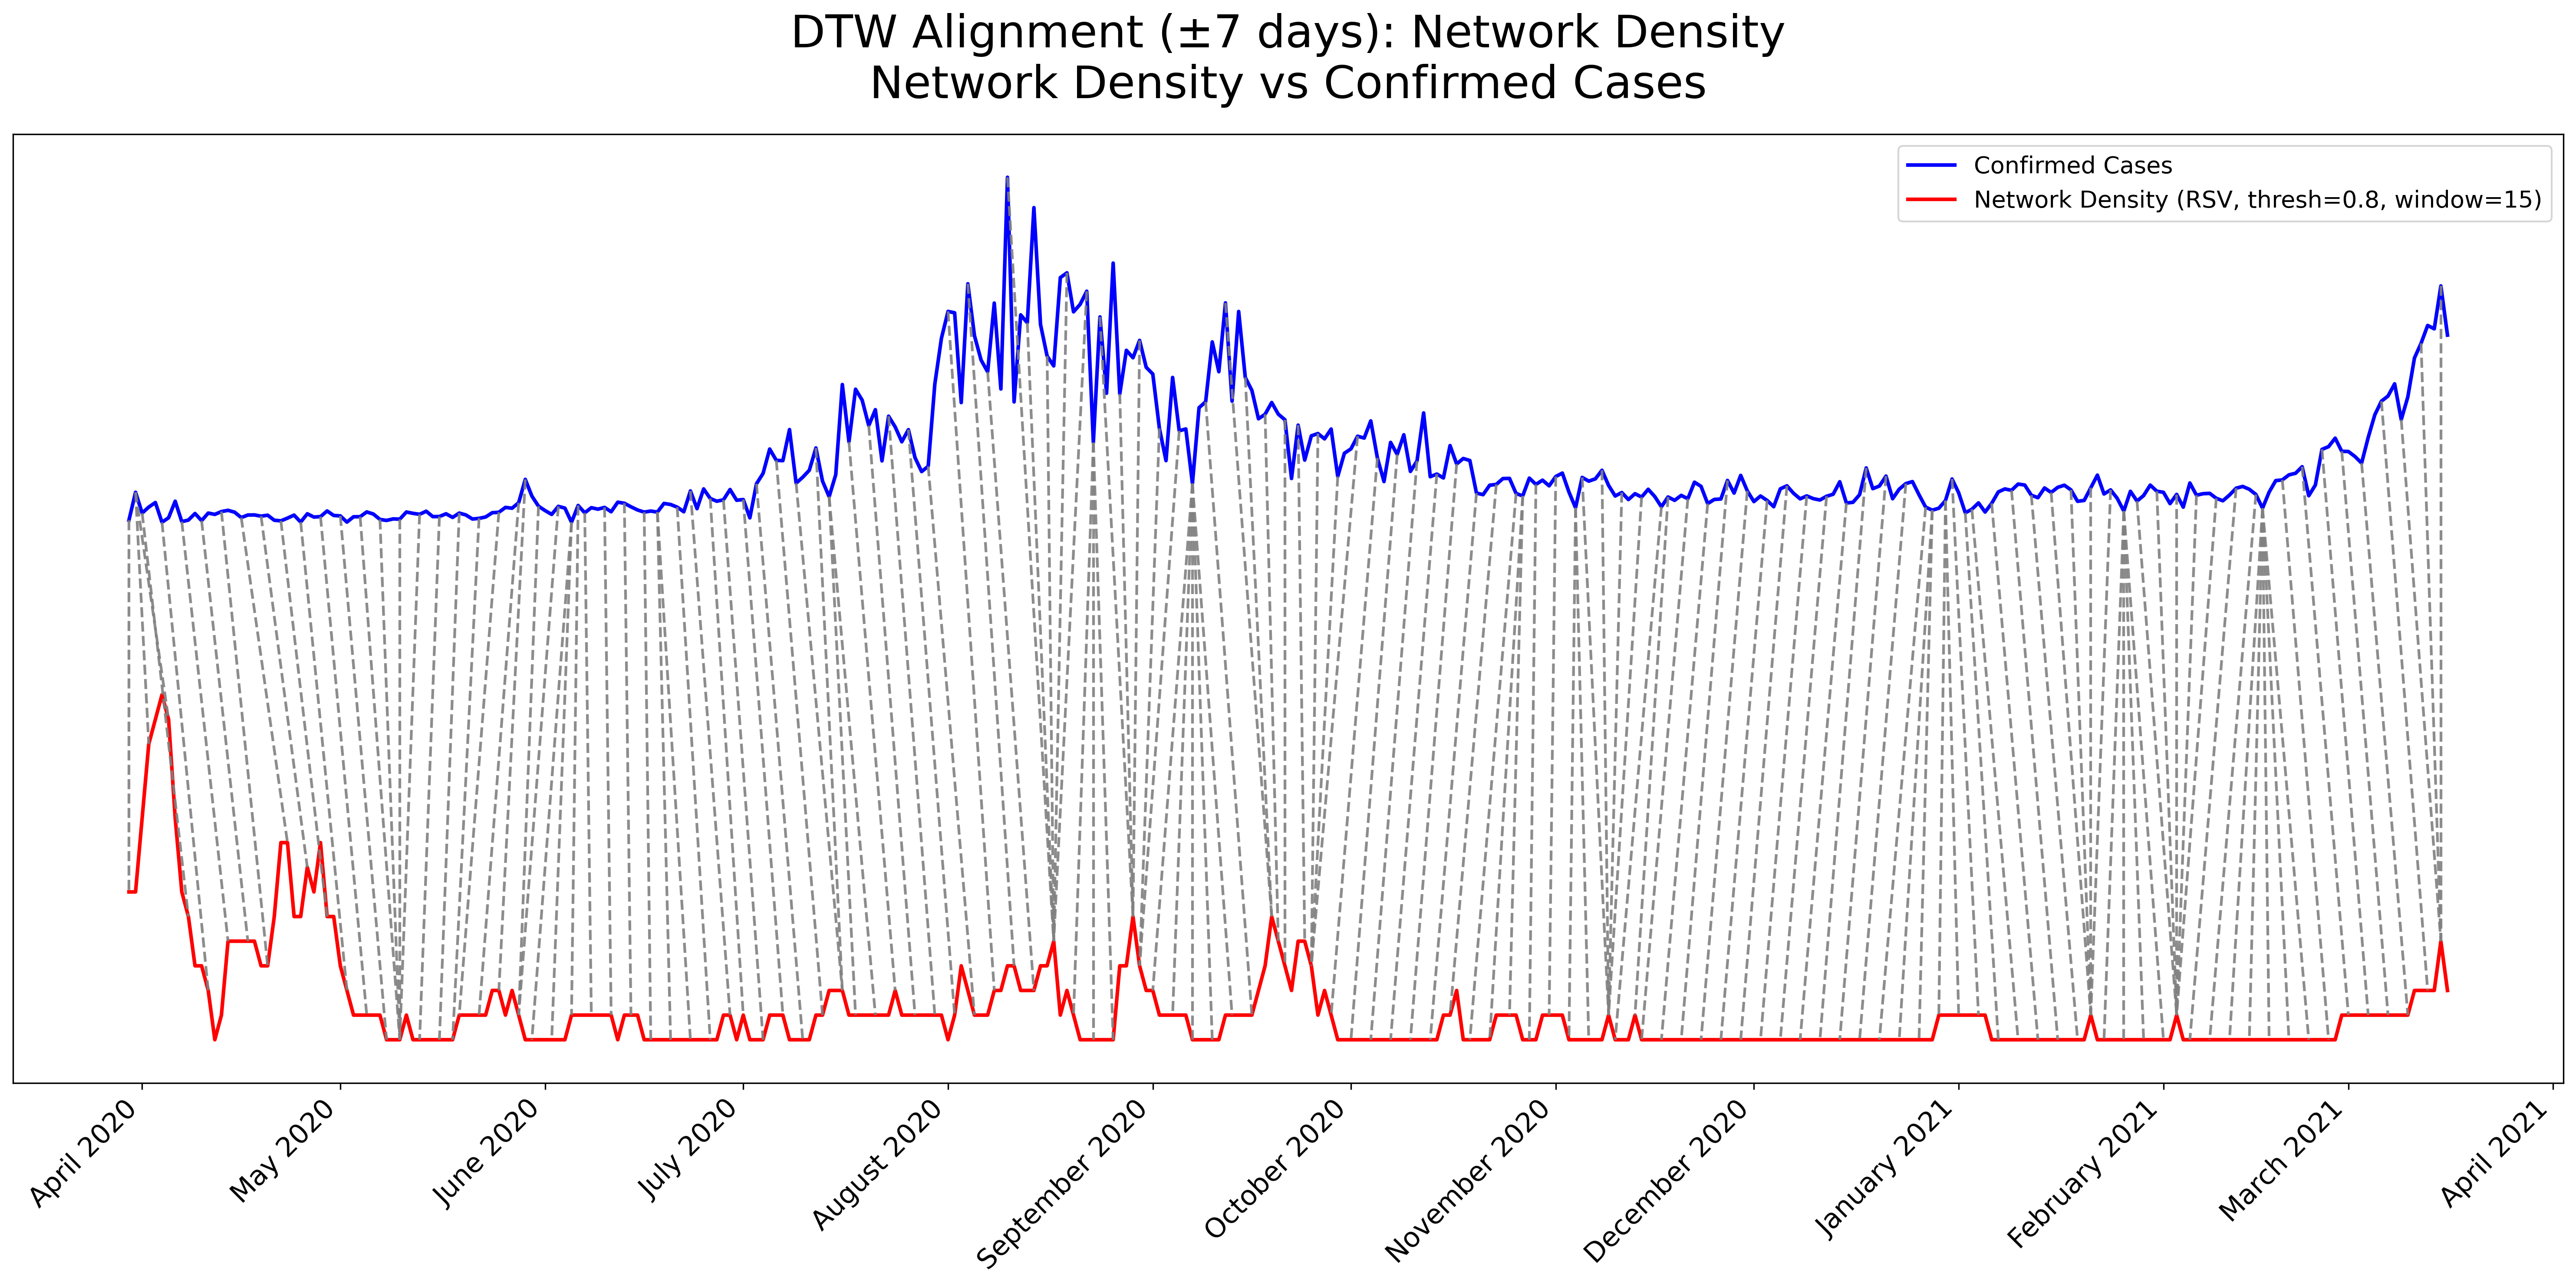 DTW Alignment (±7 days): Network Density
Network Density vs Confirmed Cases
Confirmed Cases
Network Density (RSV, thresh=0.8, window=15)
April 2020
May 2020
June 2020
July 2020
August 2020
September 2020
October 2020
November 2020
December 2020
January 2021
February 2021
March 2021
April 2021